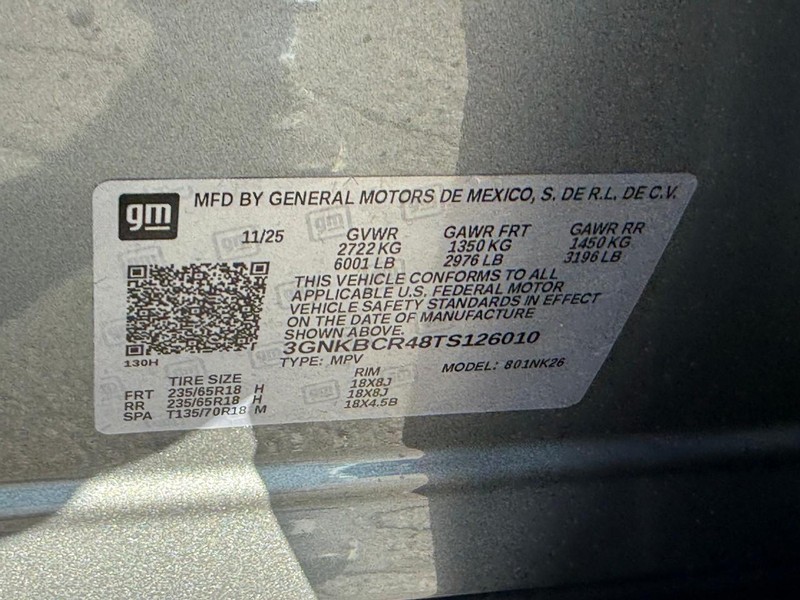 gm MFD BY GENERAL MOTORS DE MEXICO, S. DE R.L. DE C.V.
11/25 GVWR GAWR FRT GAWR RR
2722 KG 1350 KG 1450 KG
6001 LB 2976 LB 3196 LB
THIS VEHICLE CONFORMS TO ALL
APPLICABLE U.S. FEDERAL MOTOR
VEHICLE SAFETY STANDARDS IN EFFECT
ON THE DATE OF MANUFACTURE
SHOWN ABOVE.
3GNKBCR48TS126010
130H TYPE: MPV MODEL: 801NK26
TIRE SIZE RIM
FRT 235/65R18 H 18X8J
RR 235/65R18 H 18X8J
SPA T135/70R18 M 18X4.5B